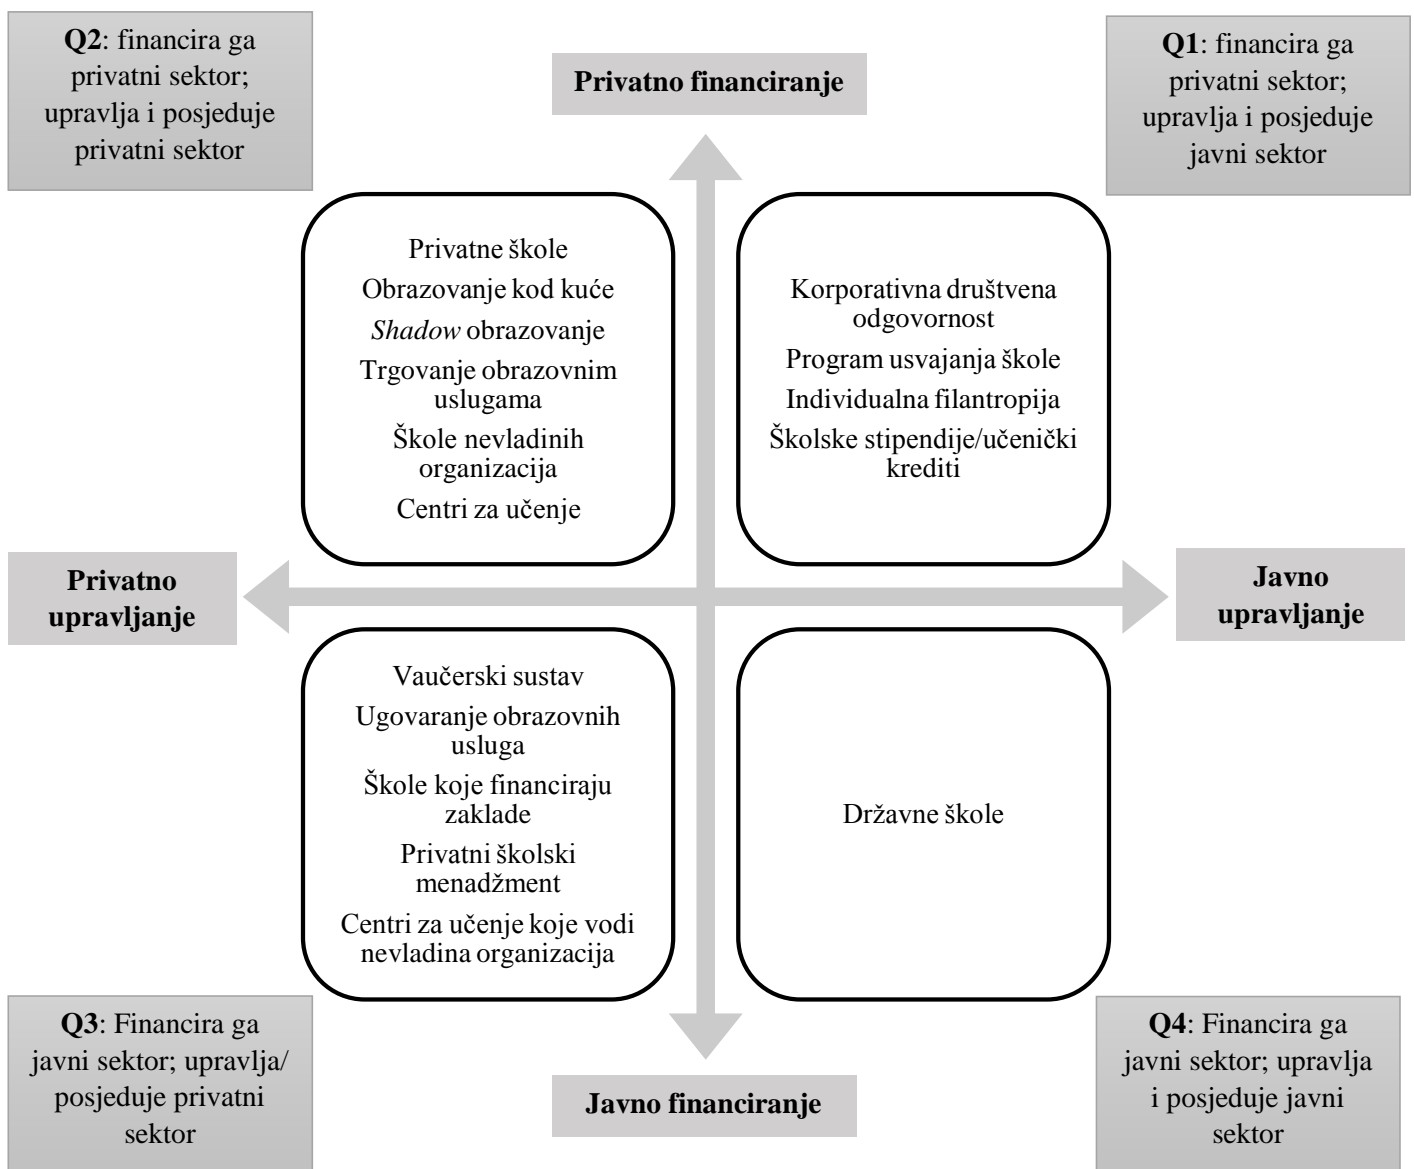 Q2: financira ga
privatni sektor;
upravlja i posjeduje
privatni sektor
Privatno financiranje
Q1: financira ga
privatni sektor;
upravlja i posjeduje
javni sektor
Privatne škole
Obrazovanje kod kuće
Shadow obrazovanje
Trgovanje obrazovnim
uslugama
Škole nevladinih
organizacija
Centri za učenje
Korporativna društvena
odgovornost
Program usvajanja škole
Individualna filantropija
Školske stipendije/učenički
krediti
Privatno
upravljanje
Javno
upravljanje
Vaučerski sustav
Ugovaranje obrazovnih
usluga
Škole koje financiraju
zaklade
Privatni školski
menadžment
Centri za učenje koje vodi
nevladina organizacija
Državne škole
Q3: Financira ga
javni sektor; upravlja/
posjeduje privatni
sektor
Javno financiranje
Q4: Financira ga
javni sektor; upravlja
i posjeduje javni
sektor